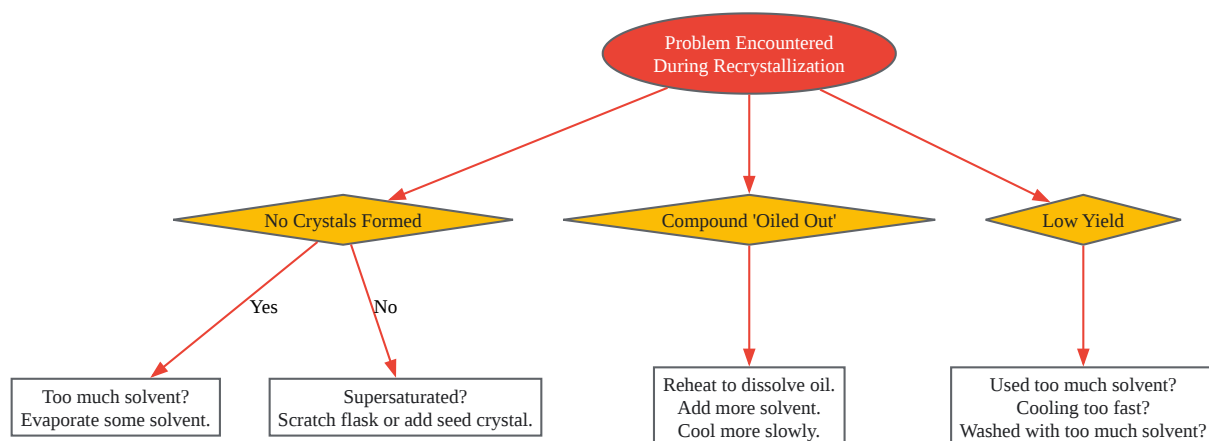 Problem Encountered
During Recrystallization
No Crystals Formed
Compound 'Oiled Out'
Low Yield
Yes
No
Too much solvent?
Evaporate some solvent.
Supersaturated?
Scratch flask or add seed crystal.
Reheat to dissolve oil.
Add more solvent.
Cool more slowly.
Used too much solvent?
Cooling too fast?
Washed with too much solvent?